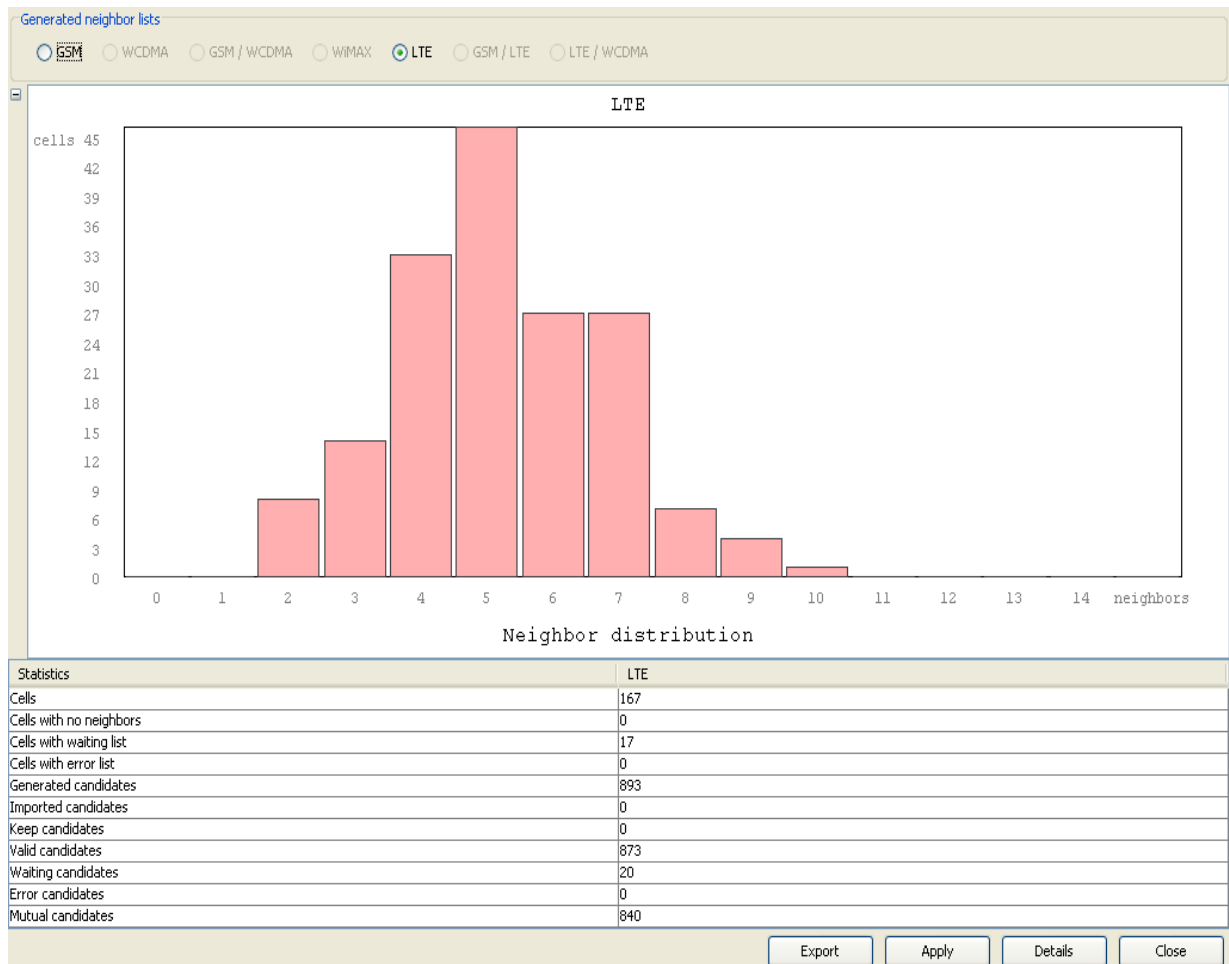 Generated neighbor lists
GSM WCDMA GSM / WCDMA WiMAX LTE GSM / LTE LTE / WCDMA
LTE
cells 45
42
39
36
33
30
27
24
21
18
15
12
9
6
3
0
0 1 2 3 4 5 6 7 8 9 10 11 12 13 14 neighbors
Neighbor distribution
Statistics LTE
Cells 167
Cells with no neighbors 0
Cells with waiting list 17
Cells with error list 0
Generated candidates 893
Imported candidates 0
Keep candidates 0
Valid candidates 873
Waiting candidates 20
Error candidates 0
Mutual candidates 840
Export Apply Details Close